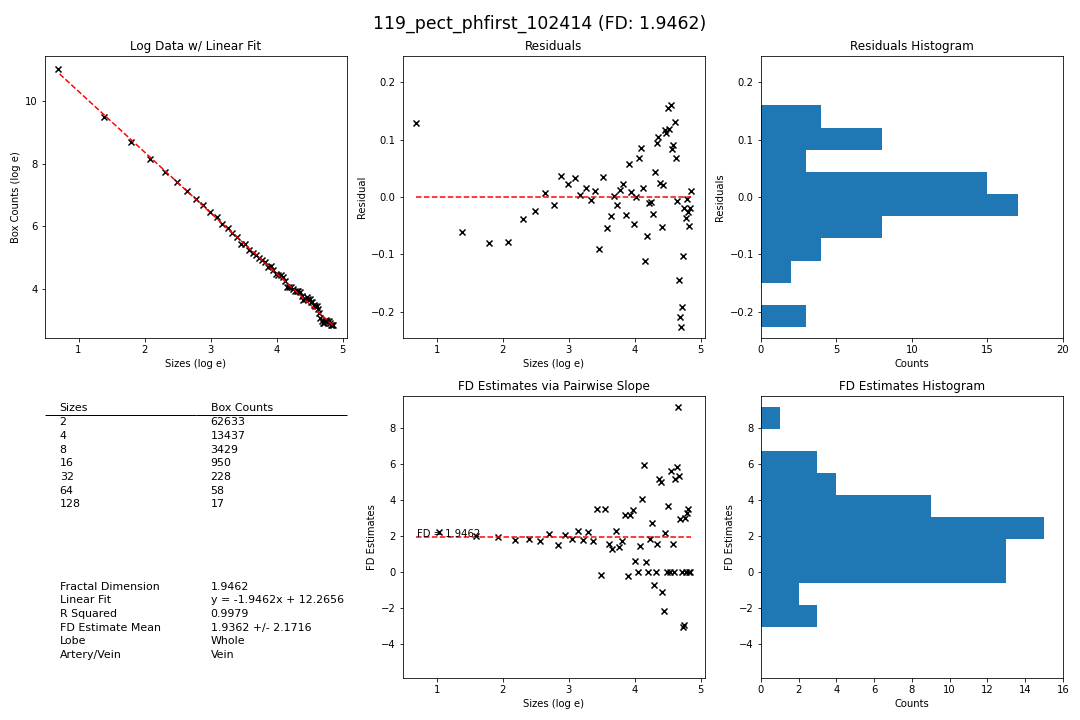 119_pect_phfirst_102414 (FD: 1.9462)
Log Data w/ Linear Fit
Residuals
Residuals Histogram
Box Counts (log e)
10
8
6
4
1 2 3 4 5
Sizes (log e)
Residual
0.2
0.1
0.0
−0.1
−0.2
1 2 3 4 5
Sizes (log e)
Residuals
0.2
0.1
0.0
−0.1
−0.2
0 5 10 15 20
Counts
Sizes Box Counts
2 62633
4 13437
8 3429
16 950
32 228
64 58
128 17
Fractal Dimension 1.9462
Linear Fit y = -1.9462x + 12.2656
R Squared 0.9979
FD Estimate Mean 1.9362 +/- 2.1716
Lobe Whole
Artery/Vein Vein
FD Estimates via Pairwise Slope
FD Estimates
8
6
4
2
0
−2
−4
FD = 1.9462
1 2 3 4 5
Sizes (log e)
FD Estimates Histogram
FD Estimates
8
6
4
2
0
−2
−4
0 2 4 6 8 10 12 14 16
Counts